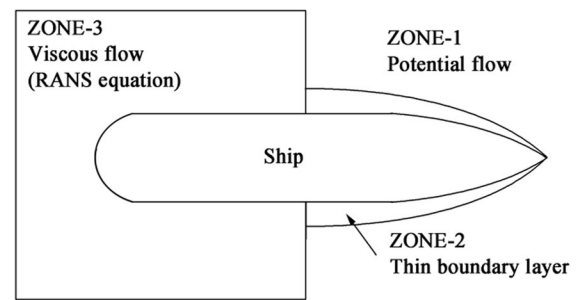 ZONE-3
Viscous flow
(RANS equation)
ZONE-1
Potential flow
Ship
ZONE-2
Thin boundary layer